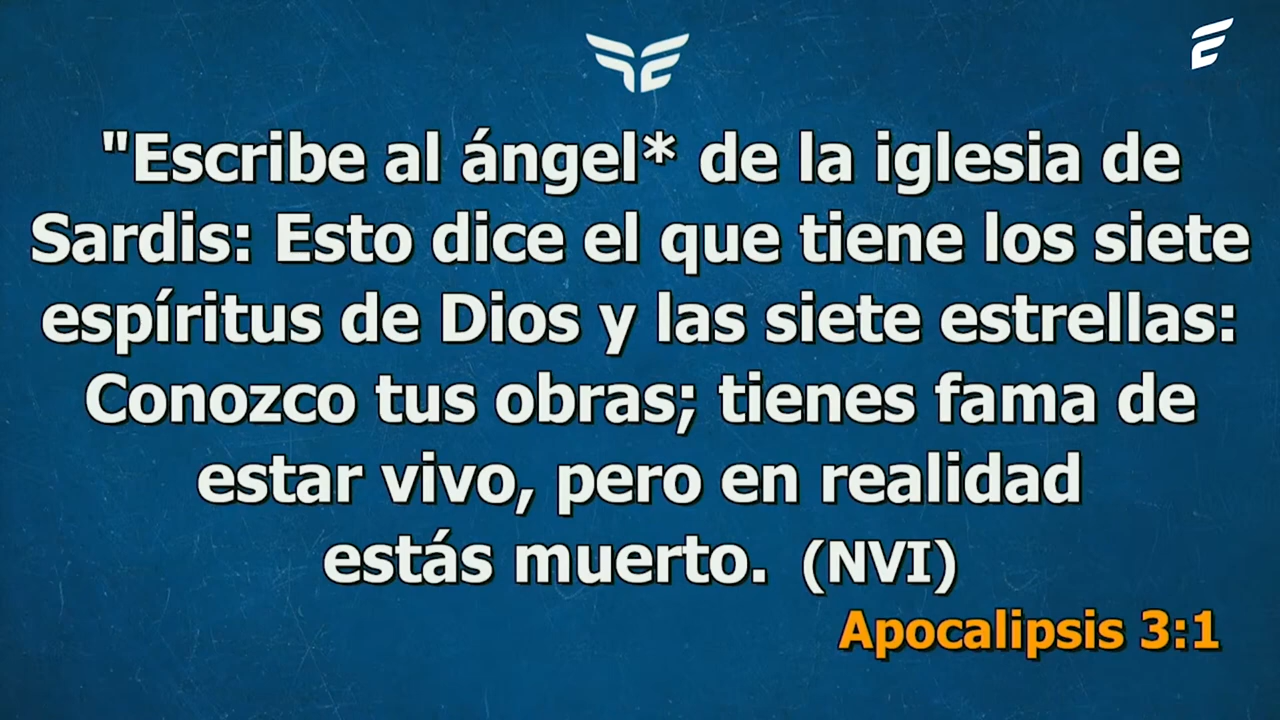 "Escribe al ángel* de la iglesia de
Sardis: Esto dice el que tiene los siete
espíritus de Dios y las siete estrellas:
Conozco tus obras; tienes fama de
estar vivo, pero en realidad
estás muerto. (NVI)
Apocalipsis 3:1